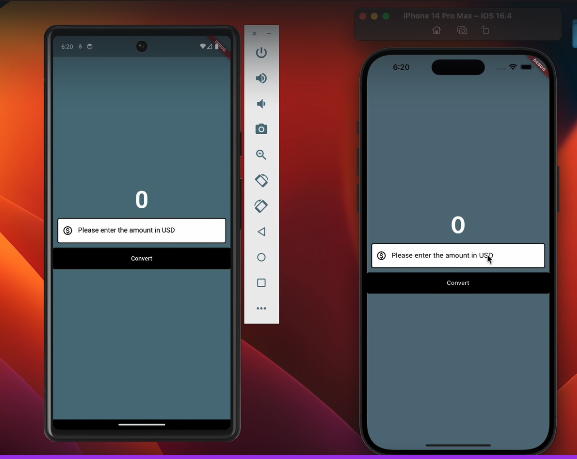 6:20
0
Please enter the amount in USD
Convert
iPhone 14 Pro Max – iOS 16.4
6:20
DEBUG
0
Please enter the amount in USD
Convert